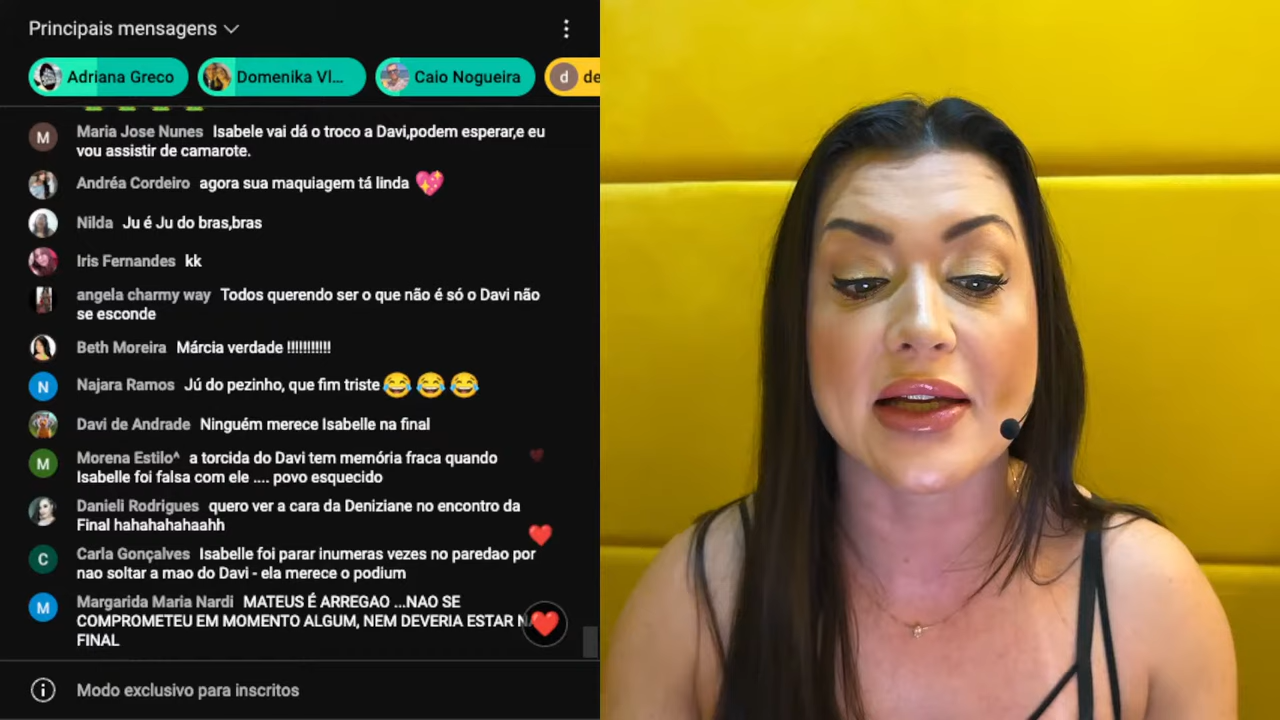 Principais mensagens
Adriana Greco Domenika Vl... Caio Nogueira d de
M Maria Jose Nunes Isabele vai dá o troco a Davi,podem esperar,e eu
vou assistir de camarote.
Andréa Cordeiro agora sua maquiagem tá linda 💖
Nilda Ju é Ju do bras,bras
Iris Fernandes kk
angela charmy way Todos querendo ser o que não é só o Davi não
se esconde
Beth Moreira Márcia verdade !!!!!!!!!!!
N Najara Ramos Jú do pezinho, que fim triste😂😂😂
Davi de Andrade Ninguém merece Isabelle na final
M Morena Estilo^ a torcida do Davi tem memória fraca quando
Isabelle foi falsa com ele .... povo esquecido
Danieli Rodrigues quero ver a cara da Deniziane no encontro da
Final hahahahahaahh
C Carla Gonçalves Isabelle foi parar inumeras vezes no paredao por
nao soltar a mao do Davi - ela merece o podium
M Margarida Maria Nardi MATEUS É ARREGAO ...NAO SE
COMPROMETEU EM MOMENTO ALGUM, NEM DEVERIA ESTAR
FINAL
Modo exclusivo para inscritos